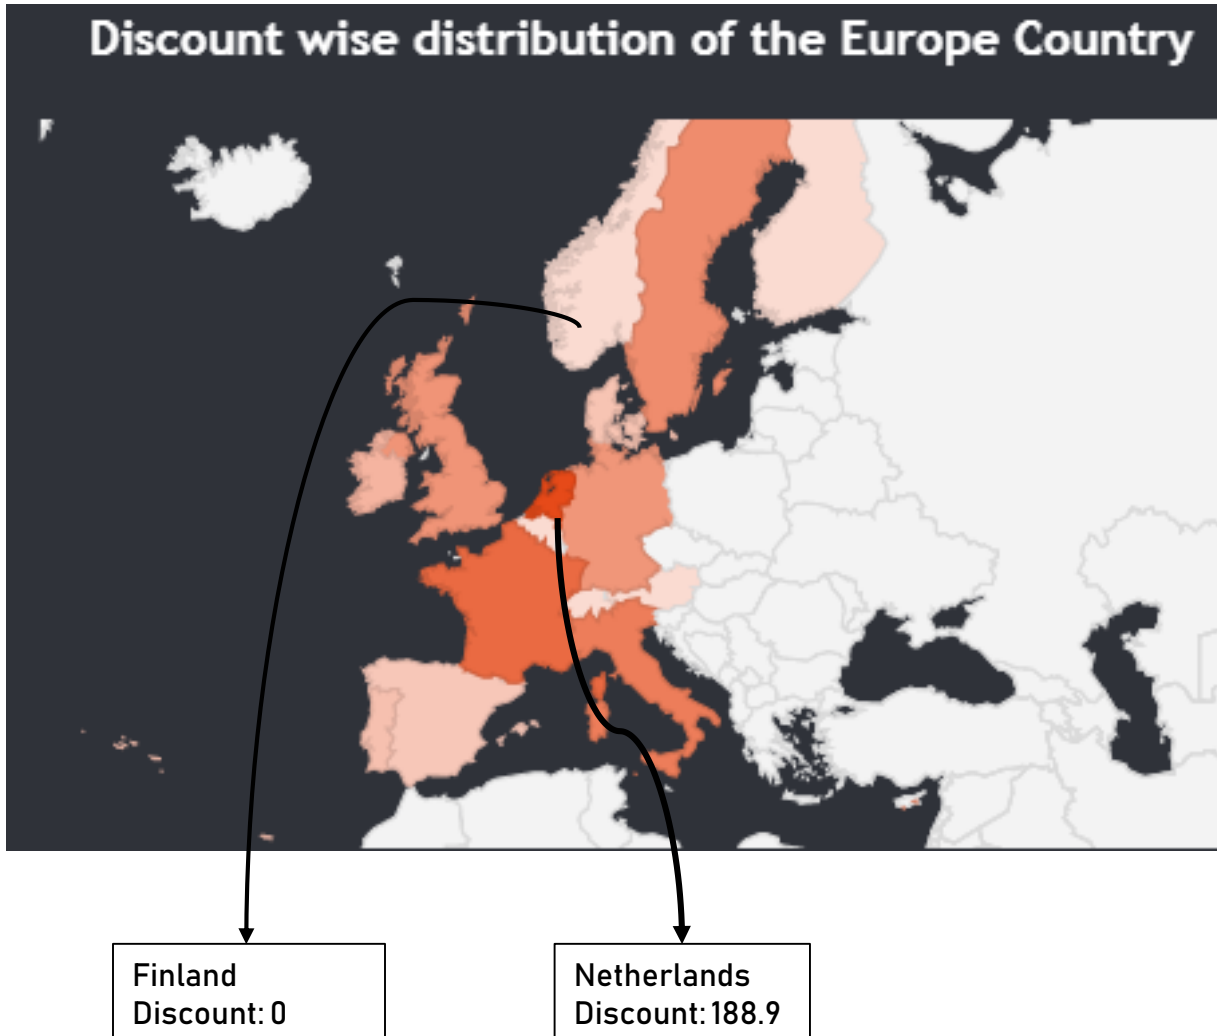 Discount wise distribution of the Europe Country
Finland
Discount: 0
Netherlands
Discount: 188.9